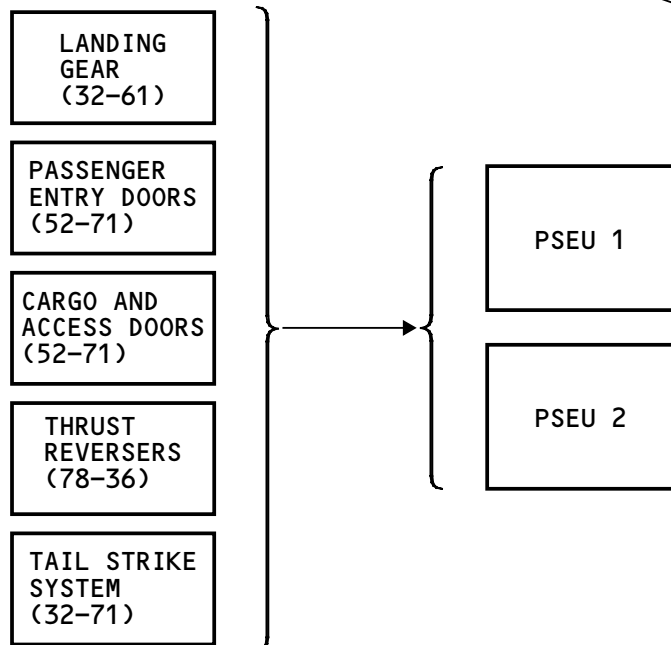 LANDING
GEAR
(32-61)
PASSENGER
ENTRY DOORS
(52-71)
CARGO AND
ACCESS DOORS
(52-71)
THRUST
REVERSERS
(78-36)
TAIL STRIKE
SYSTEM
(32-71)
PSEU 1
PSEU 2